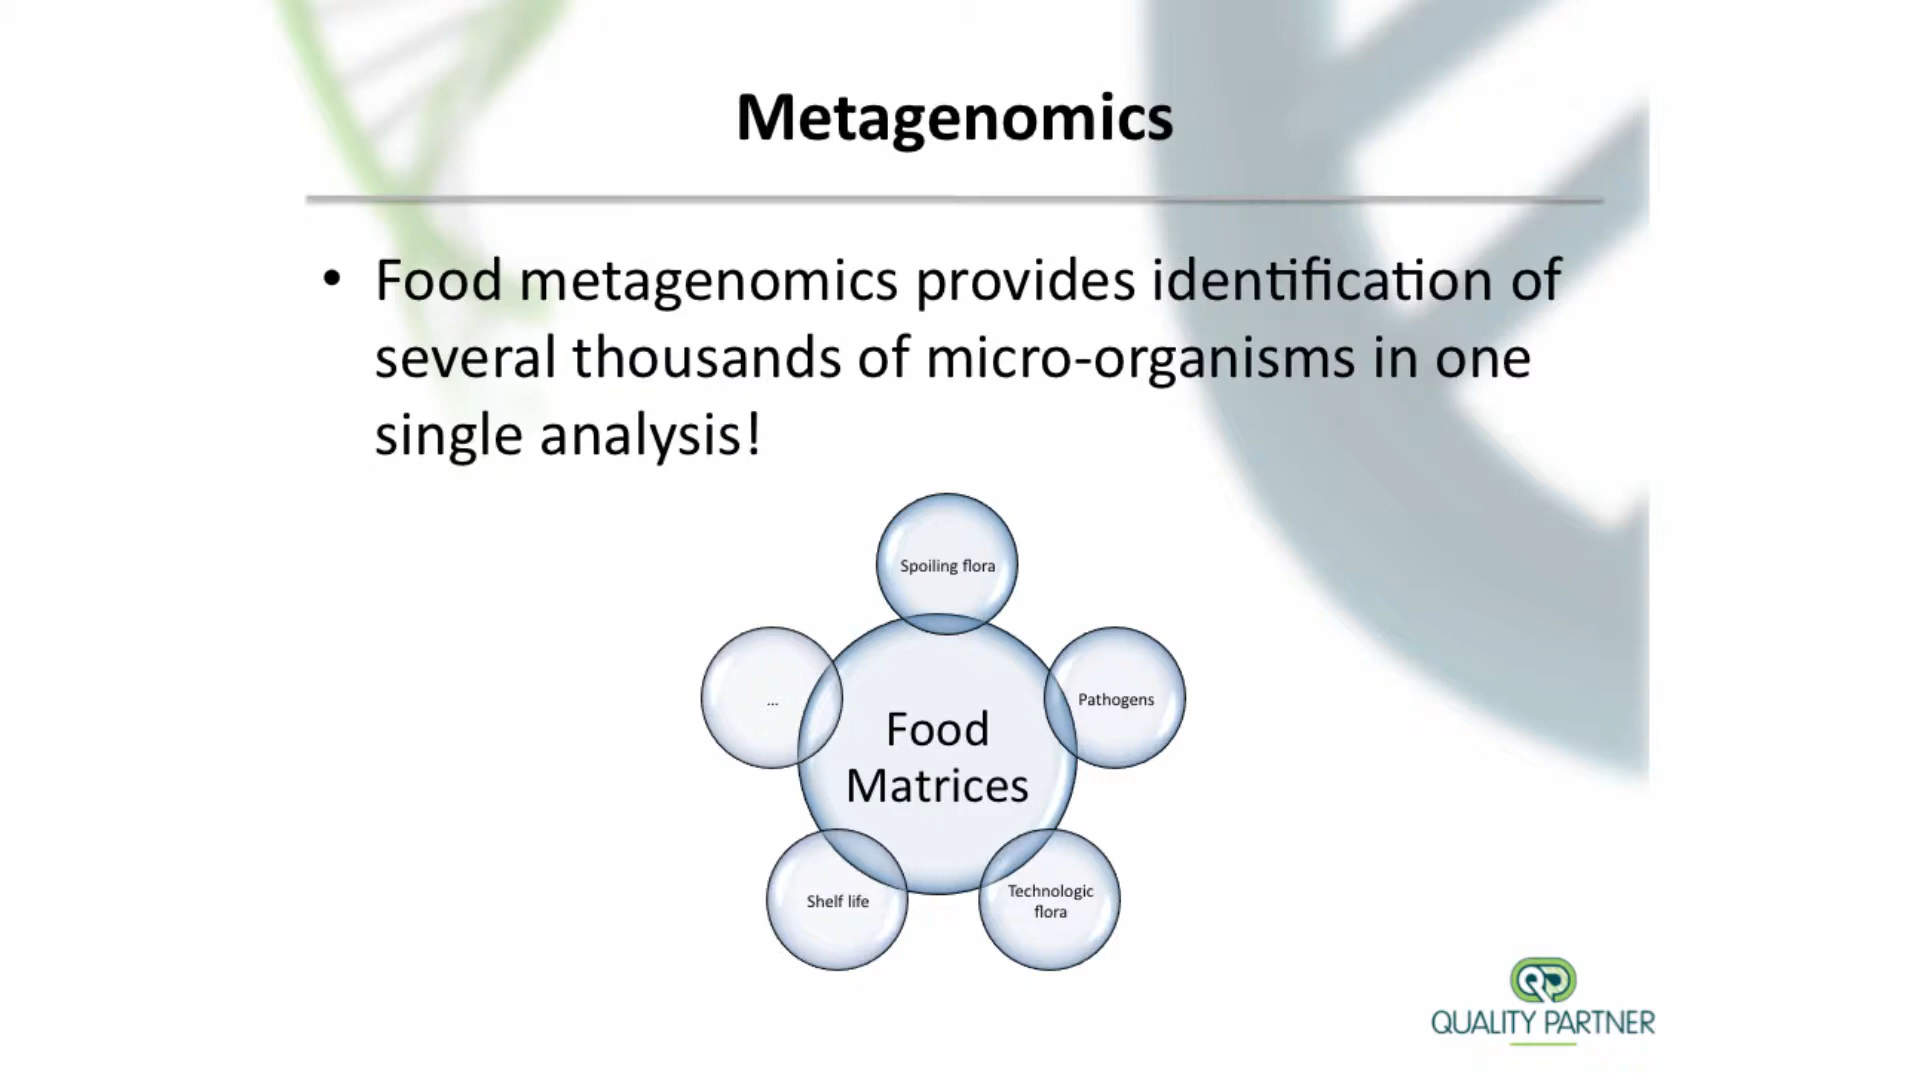 Metagenomics
• Food metagenomics provides identification of
several thousands of micro-organisms in one
single analysis!
Spoiling flora
...
Pathogens
Food
Matrices
Shelf life
Technologic
flora
QP
QUALITY PARTNER